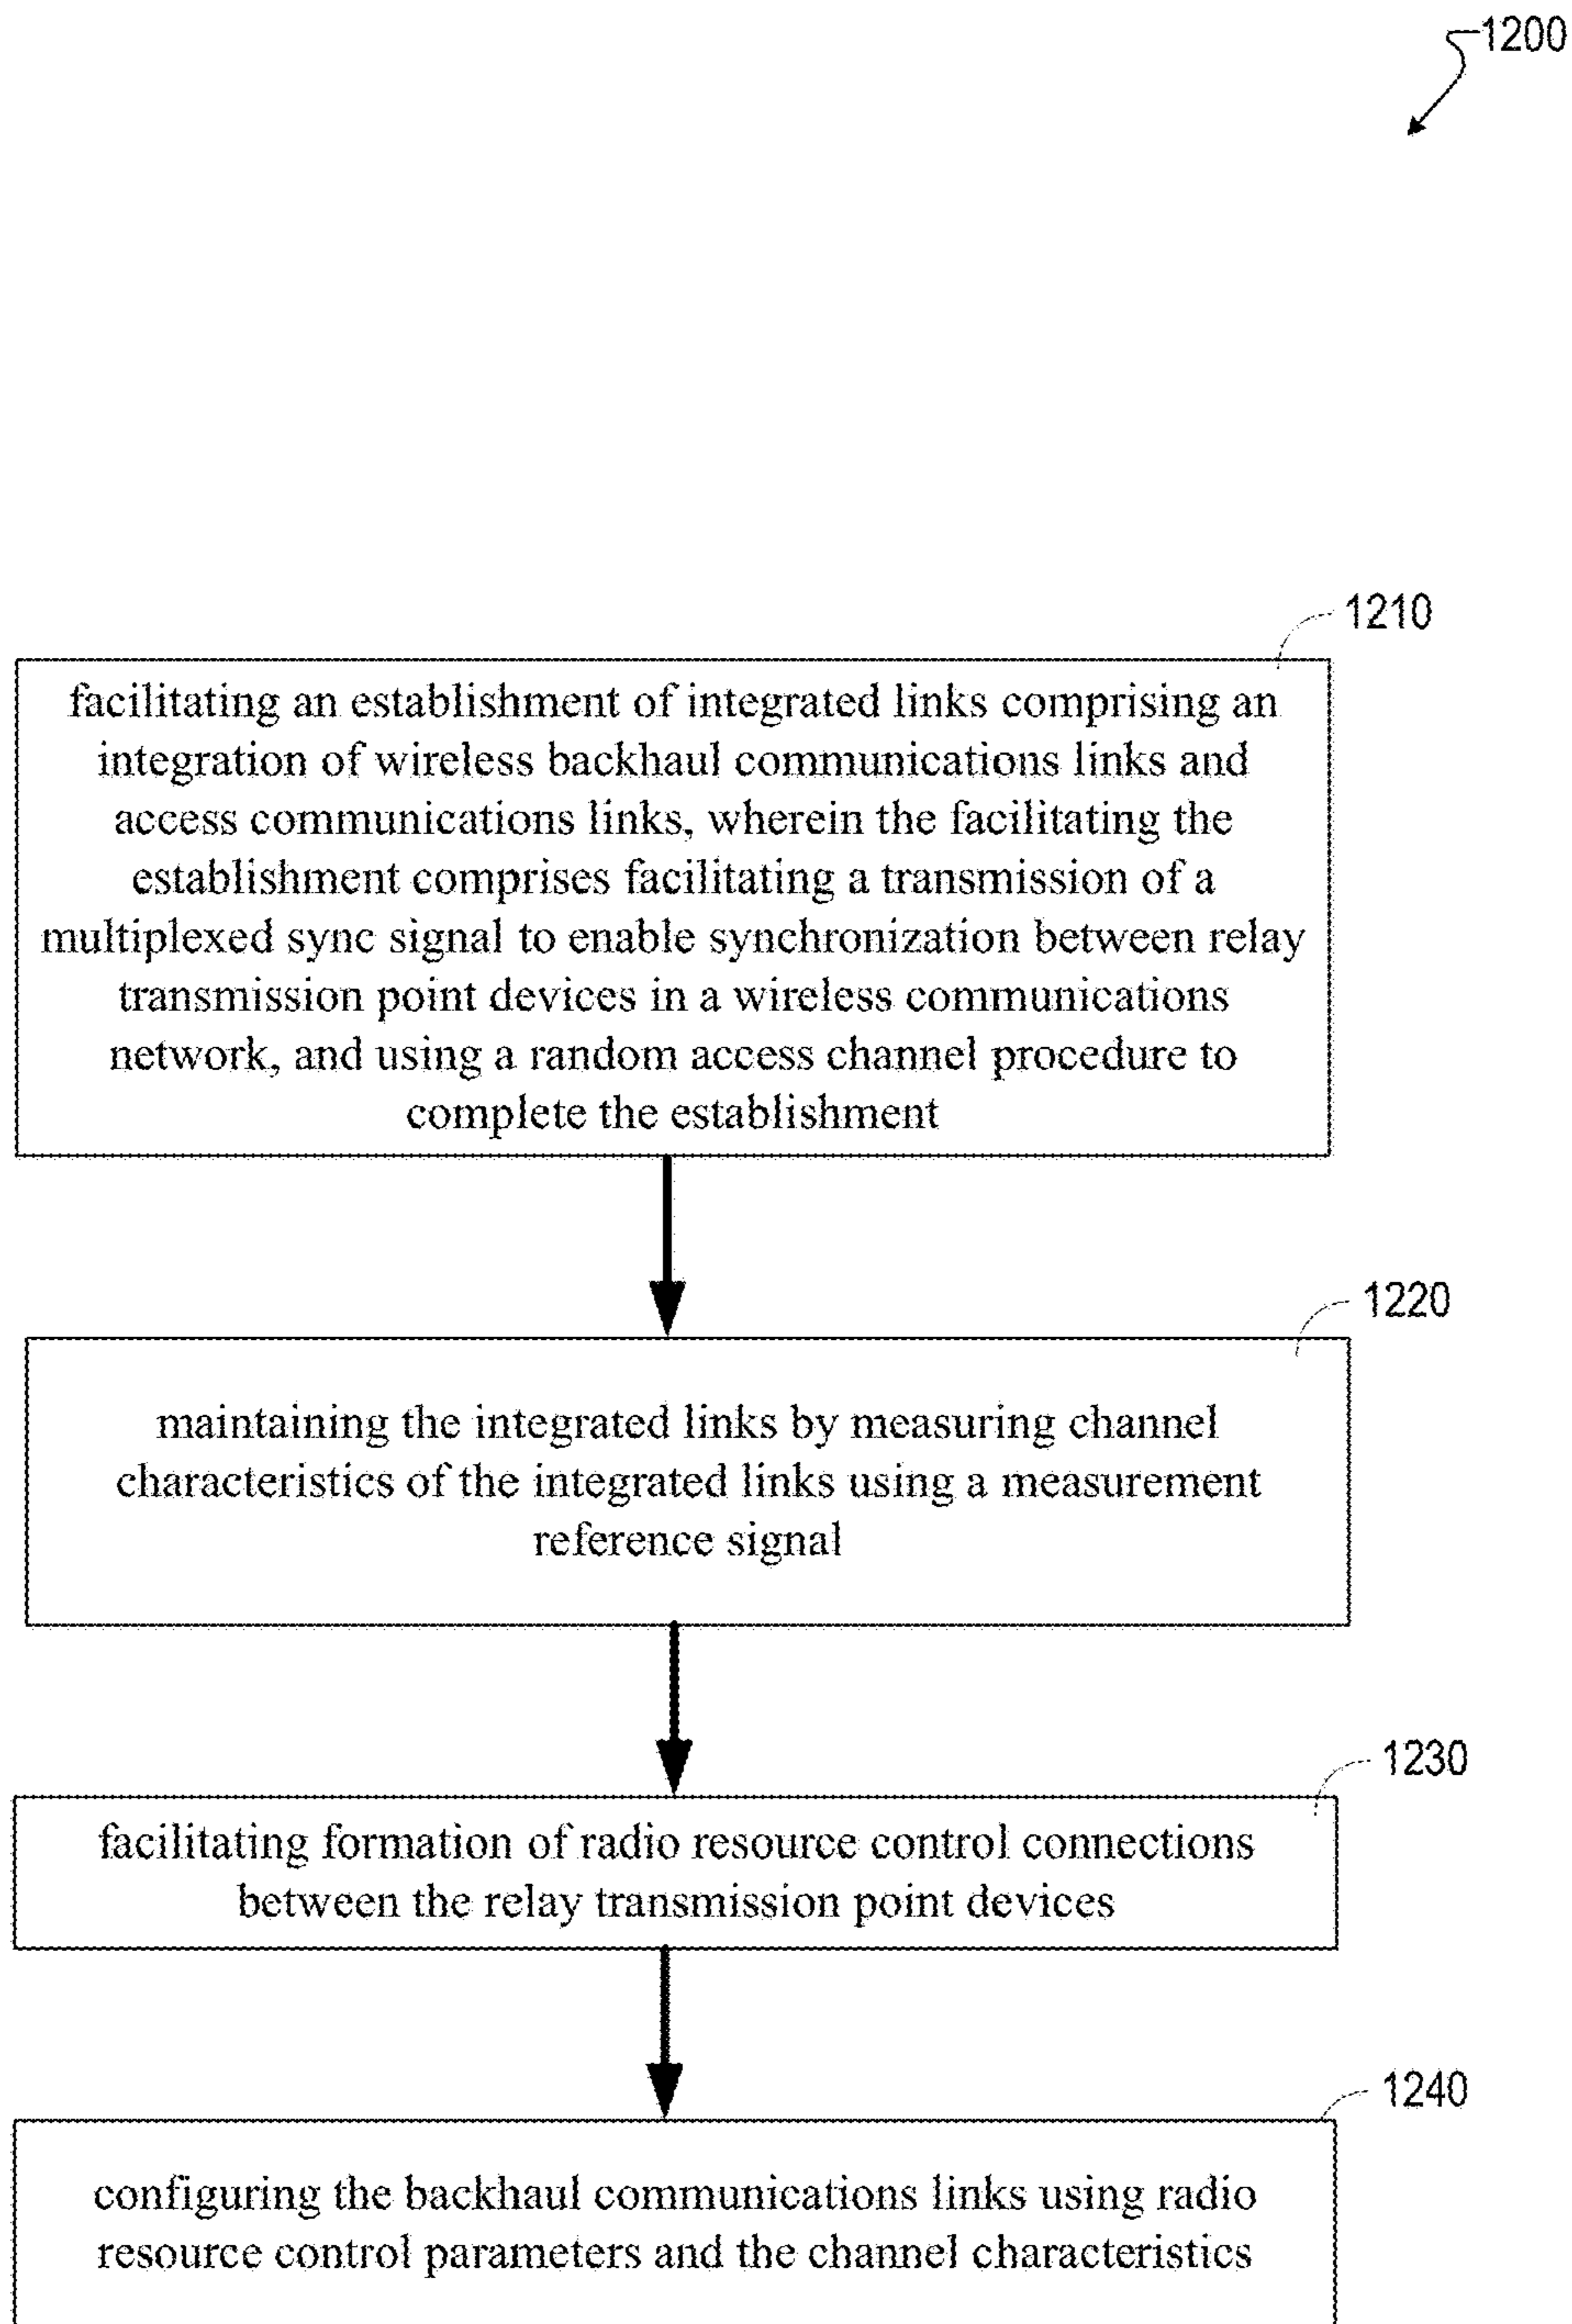 1200
1210
facilitating an establishment of integrated links comprising an
integration of wireless backhaul communications links and
access communications links, wherein the facilitating the
establishment comprises facilitating a transmission of a
multiplexed sync signal to enable synchronization between relay
transmission point devices in a wireless communications
network, and using a random access channel procedure to
complete the establishment
1220
maintaining the integrated links by measuring channel
characteristics of the integrated links using a measurement
reference signal
1230
facilitating formation of radio resource control connections
between the relay transmission point devices
1240
configuring the backhaul communications links using radio
resource control parameters and the channel characteristics